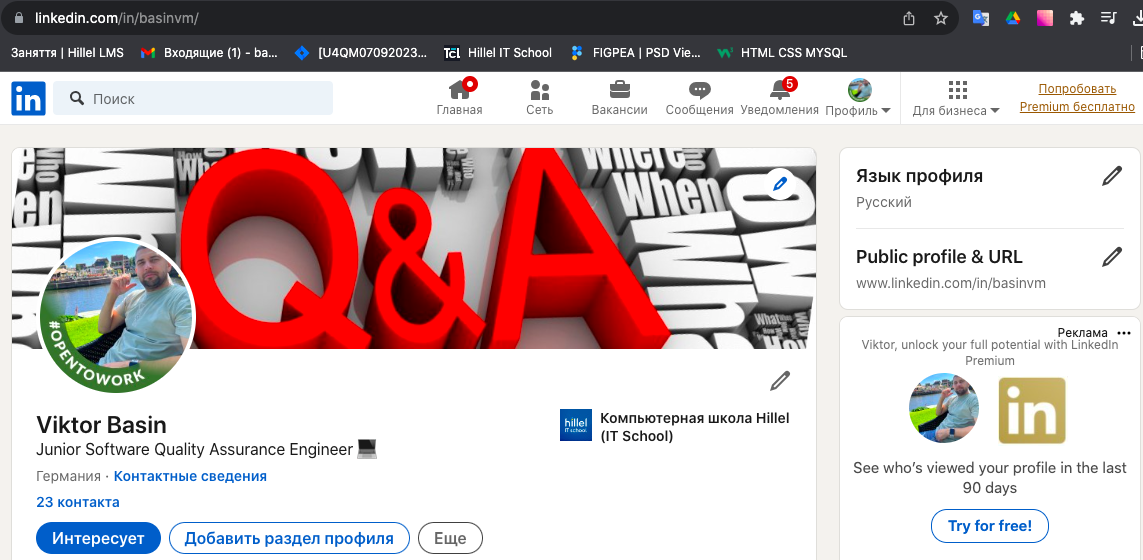 linkedin.com/in/basinvm/
Заняття | Hillel LMS
Входящие (1) - ba...
[U4QM07092023...
Hillel IT School
FIGPEA | PSD Vie...
HTML CSS MYSQL
in
Поиск
Главная
Сеть
Вакансии
Сообщения
5
Уведомления
Профиль
Для бизнеса
Попробовать
Premium бесплатно
Q&A
When
#OPENTOWORK
Viktor Basin
Junior Software Quality Assurance Engineer
Германия · Контактные сведения
23 контакта
Интересует
Добавить раздел профиля
Еще
hillel
IT school
Компьютерная школа Hillel
(IT School)
Язык профиля
Русский
Public profile & URL
www.linkedin.com/in/basinvm
Реклама
Viktor, unlock your full potential with LinkedIn
Premium
in
See who's viewed your profile in the last
90 days
Try for free!